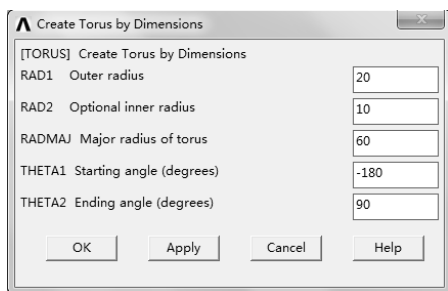 Create Torus by Dimensions
[TORUS] Create Torus by Dimensions
RAD1 Outer radius 20
RAD2 Optional inner radius 10
RADMAJ Major radius of torus 60
THETA1 Starting angle (degrees) -180
THETA2 Ending angle (degrees) 90
OK Apply Cancel Help